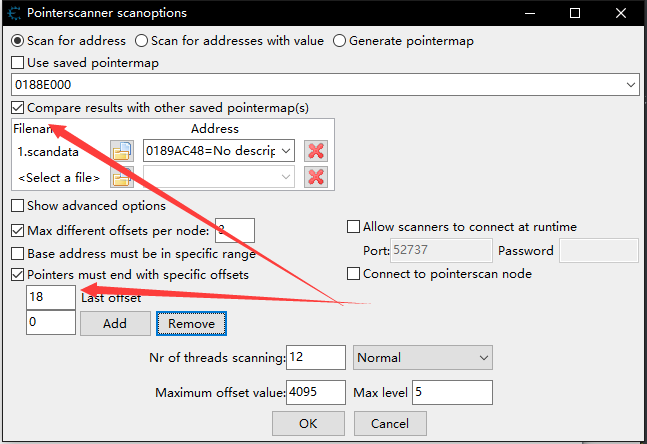 Pointerscanner scanoptions
Scan for address Scan for addresses with value Generate pointermap
Use saved pointermap
0188E000
Compare results with other saved pointermap(s)
Address
1.scandata 0189AC48=No descrip
<Select a file>
Show advanced options
Max different offsets per node: Allow scanners to connect at runtime
Port: 52737 Password
Base address must be in specific range
Pointers must end with specific offsets Connect to pointerscan node
18 Last offset
0 Add Remove
Nr of threads scanning: 12 Normal
Maximum offset value: 4095 Max level 5
OK Cancel